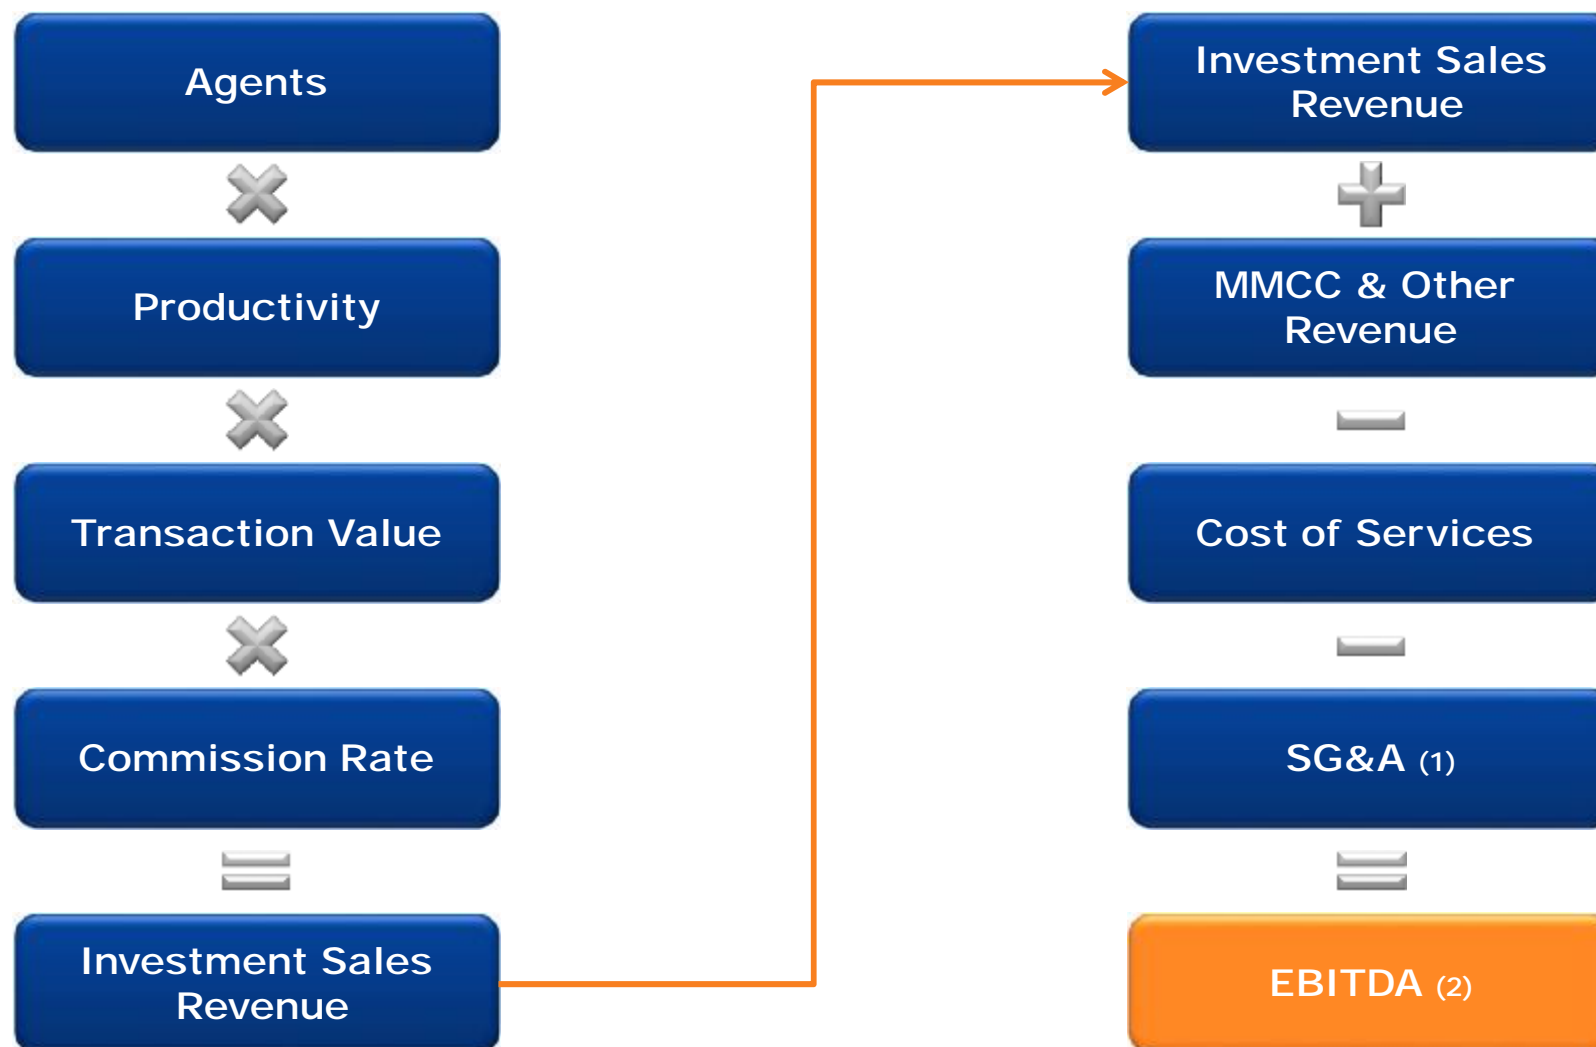 Agents
Productivity
Transaction Value
Commission Rate
Investment Sales
Revenue
Investment Sales
Revenue
MMCC & Other
Revenue
Cost of Services
SG&A (1)
EBITDA (2)